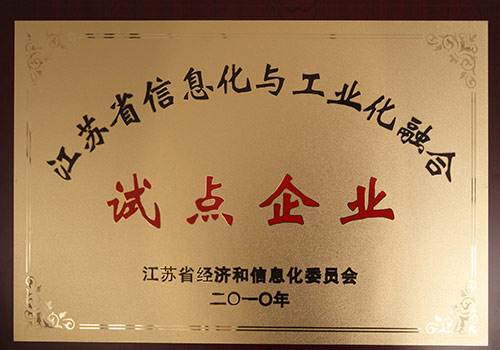 江苏省信息化与工业化融合
试点企业
江苏省经济和信息化委员会
二〇一〇年